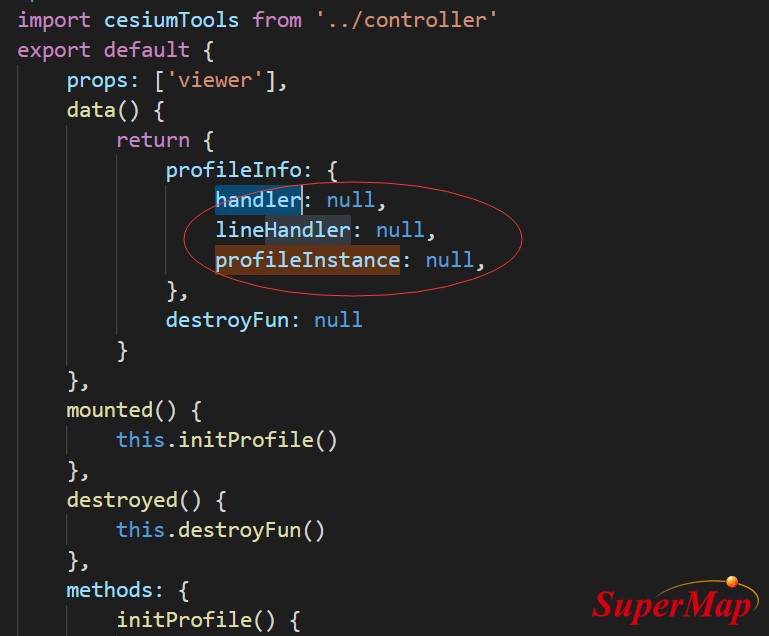 import cesiumTools from '../controller'
export default {
    props: ['viewer'],
    data() {
        return {
            profileInfo: {
                handler: null,
                lineHandler: null,
                profileInstance: null,
            },
            destroyFun: null
        }
    },
    mounted() {
        this.initProfile()
    },
    destroyed() {
        this.destroyFun()
    },
    methods: {
        initProfile() {
SuperMap